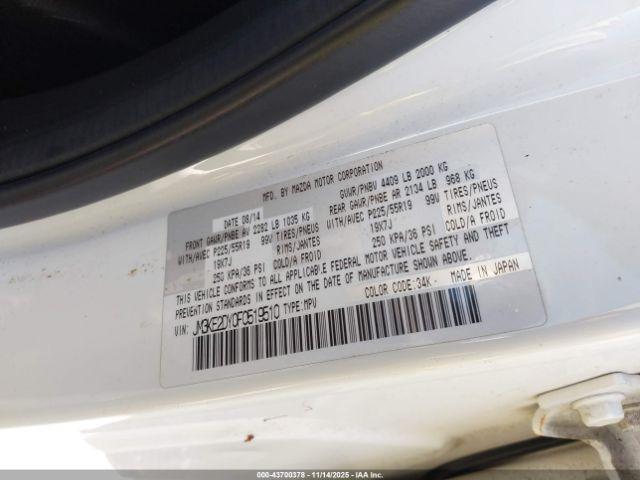 MFD. BY MAZDA MOTOR CORPORATION
DATE 08/14 GVWR/PNBV 4409 LB 2000 KG
FRONT GAWR/PNBE AV 2282 LB 1035 KG REAR GAWR/PNBE AR 2134 LB 968 KG
WITH/AVEC P225/55R19 99V TIRES/PNEUS WITH/AVEC P225/55R19 99V TIRES/PNEUS
19X7J RIMS/JANTES 19X7J RIMS/JANTES
250 KPA/36 PSI COLD/A FROID 250 KPA/36 PSI COLD/A FROID
THIS VEHICLE CONFORMS TO ALL APPLICABLE FEDERAL MOTOR VEHICLE SAFETY AND THEFT
PREVENTION STANDARDS IN EFFECT ON THE DATE OF MANUFACTURE SHOWN ABOVE.
VIN: JM3KE2DY0F0519510 TYPE: MPV COLOR CODE: 34K- MADE IN JAPAN
000-43700378 - 11/14/2025 - IAA Inc.